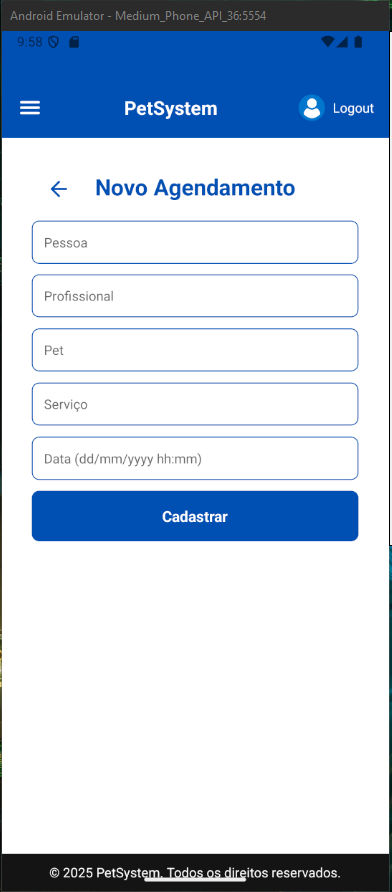 Android Emulator - Medium_Phone_API_36:5554
9:58
PetSystem
Logout
Novo Agendamento
Pessoa
Profissional
Pet
Serviço
Data (dd/mm/yyyy hh:mm)
Cadastrar
© 2025 PetSystem. Todos os direitos reservados.